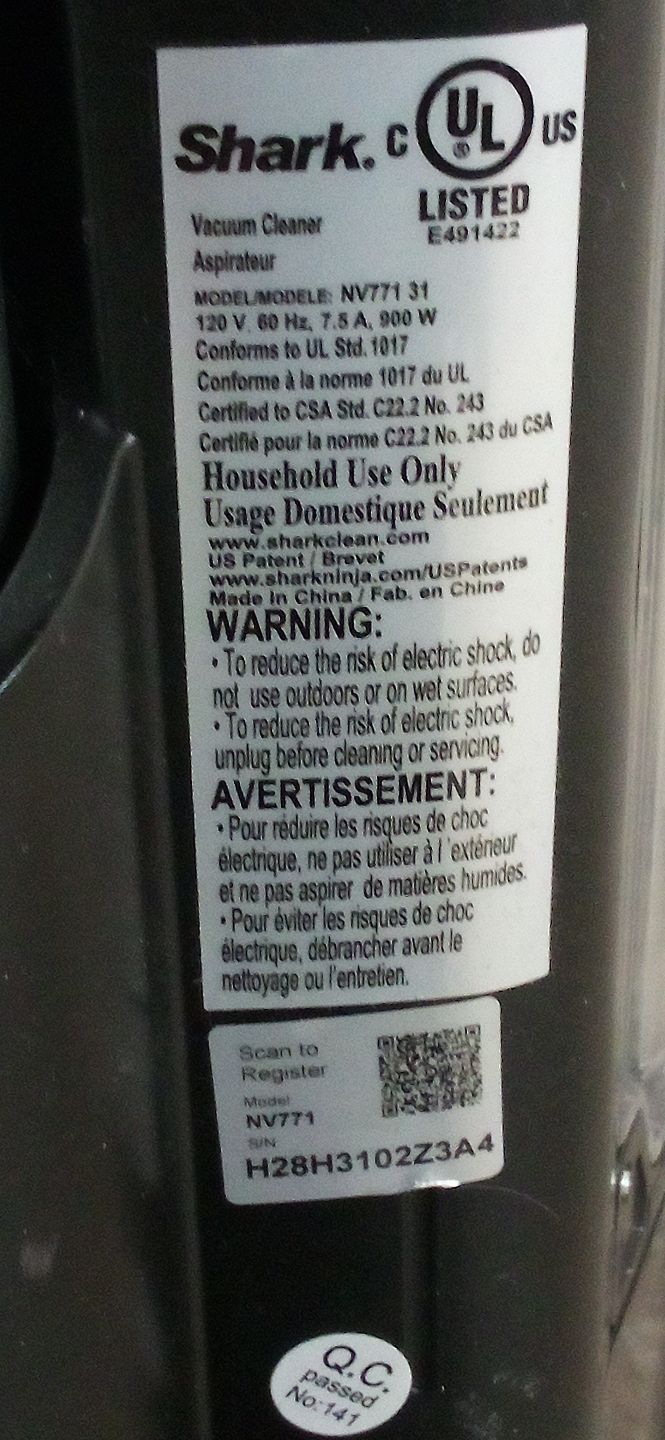 Shark. C UL ® US
LISTED
E491422
Vacuum Cleaner
Aspirateur
MODEL/MODELE: NV771 31
120 V, 60 Hz, 7.5 A, 900 W
Conforms to UL Std. 1017
Conforme à la norme 1017 du UL
Certified to CSA Std. C22.2 No. 243
Certifié pour la norme C22.2 No. 243 du CSA
Household Use Only
Usage Domestique Seulement
www.sharkclean.com
US Patent / Brevet
www.sharkninja.com/USPatents
Made In China / Fab. en Chine
WARNING:
• To reduce the risk of electric shock, do
not use outdoors or on wet surfaces.
• To reduce the risk of electric shock,
unplug before cleaning or servicing.
AVERTISSEMENT:
• Pour réduire les risques de choc
électrique, ne pas utiliser à l'extérieur
et ne pas aspirer de matières humides.
• Pour éviter les risques de choc
électrique, débrancher avant le
nettoyage ou l'entretien.
Scan to
Register
Model
NV771
S/N
H28H3102Z3A4
Q.C.
passed
No:141